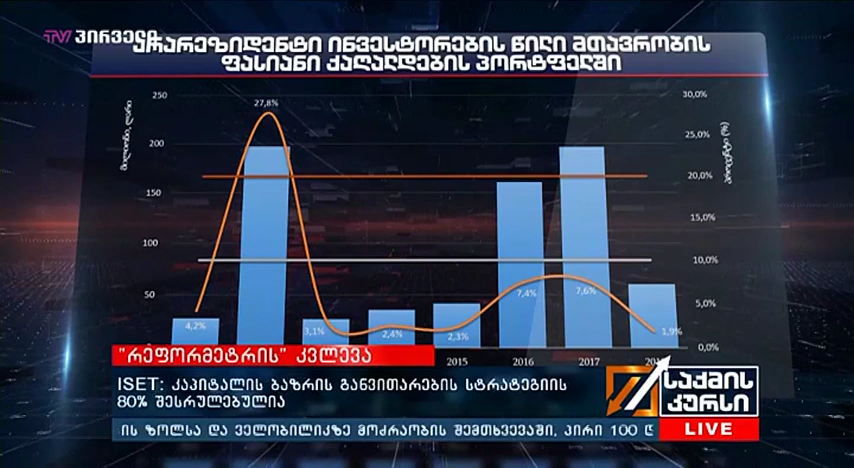 TV პირველი
არარეზიდენტი ინვესტორების წილი მთავრობის
ფასიანი ქაღალდების პორტფელში
250
200
150
100
50
მილიონი, ლარი
30,0%
25,0%
20,0%
10,0%
5,0%
0,0%
პროცენტი (%)
4,2%
27,8%
3,1%
2,4%
2,3%
7,4%
7,6%
1,9%
2015
2016
2017
"რეფორმეტრის" კვლევა
ISET: კაპიტალის ბაზრის განვითარების სტრატეგიის
80% შესრულებულია
საქმის
კურსი
LIVE
ის ზოლსა და ველობილიკზე მოძრაობის შემთხვევაში, პირი 100 ლ